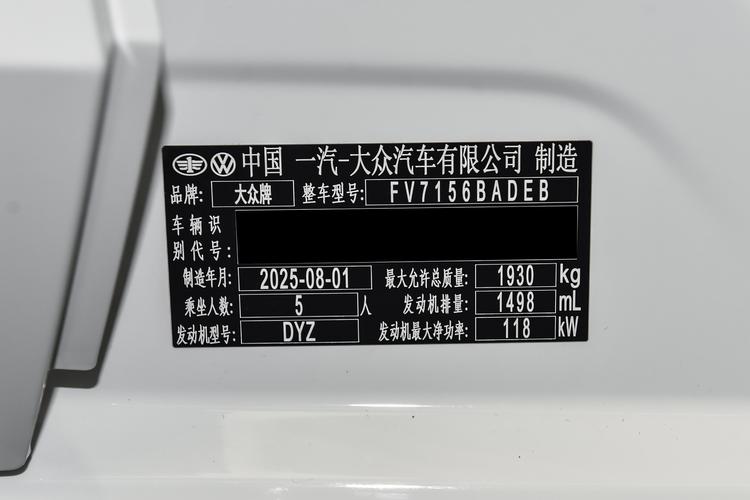 中国 一汽-大众汽车有限公司 制造
品牌: 大众牌 整车型号: FV7156BADEB
车辆识
别代号:
制造年月: 2025-08-01 最大允许总质量: 1930 kg
乘坐人数: 5 人 发动机排量: 1498 mL
发动机型号: DYZ 发动机最大净功率: 118 kW